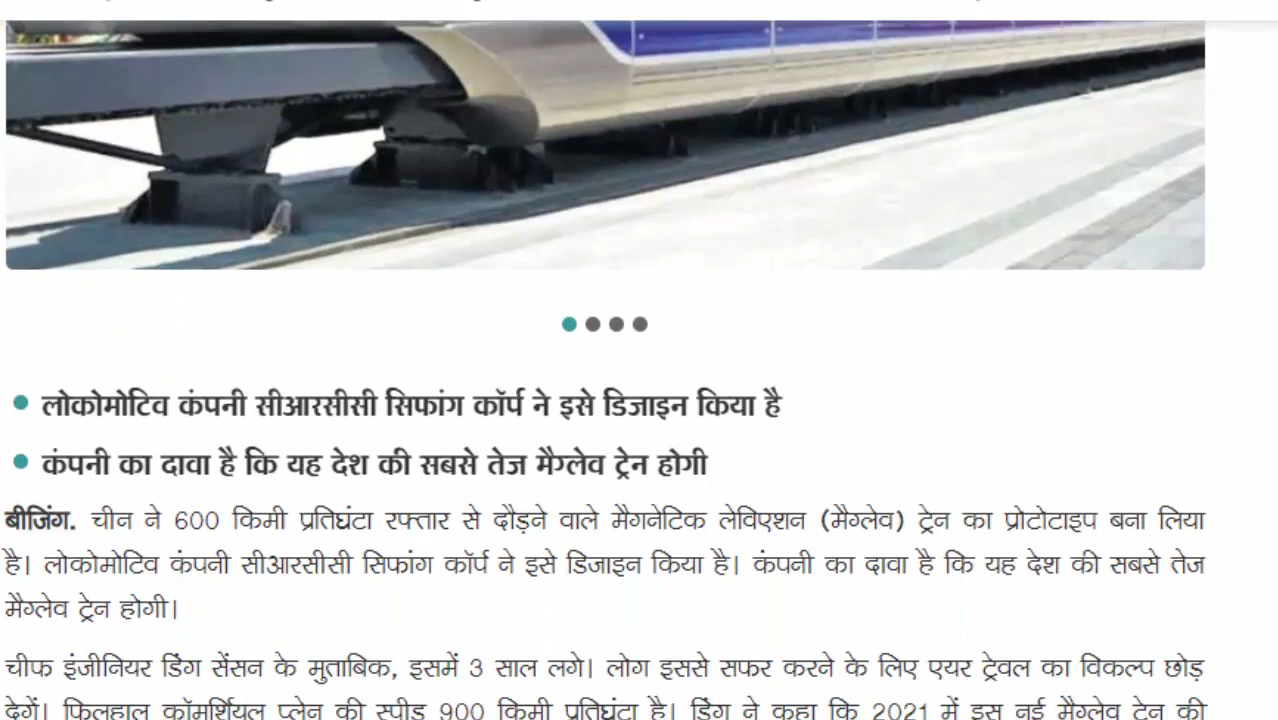 लोकोमोटिव कंपनी सीआरसीसी सिफांग कॉर्प ने इसे डिजाइन किया है
कंपनी का दावा है कि यह देश की सबसे तेज मैग्लेव ट्रेन होगी
बीजिंग. चीन ने 600 किमी प्रतिघंटा रफ्तार से दौड़ने वाले मैगनेटिक लेविएशन (मैग्लेव) ट्रेन का प्रोटोटाइप बना लिया
है। लोकोमोटिव कंपनी सीआरसीसी सिफांग कॉर्प ने इसे डिजाइन किया है। कंपनी का दावा है कि यह देश की सबसे तेज
मैग्लेव ट्रेन होगी।
चीफ इंजीनियर डिंग सेंसन के मुताबिक, इसमें 3 साल लगे। लोग इससे सफर करने के लिए एयर ट्रेवल का विकल्प छोड़
देगें। फिलहाल कॉमर्शियल प्लेन की स्पीड 900 किमी प्रतिघंटा है। डिंग ने कहा कि 2021 में इस नई मैग्लेव ट्रेन की